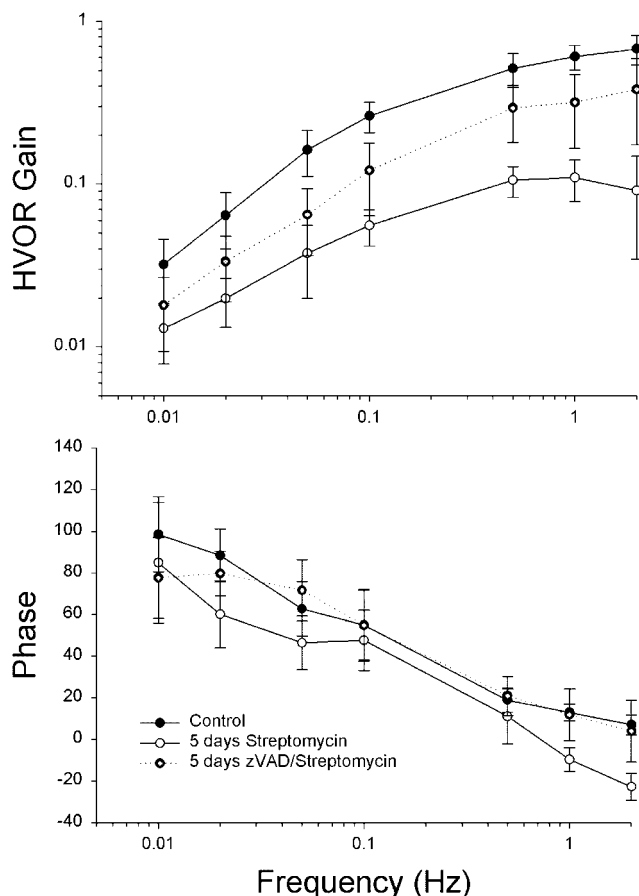 1
0.1
0.01
HVOR Gain
0.01 0.1 1
140
120
100
80
60
40
20
0
-20
-40
Phase
Control
5 days Streptomycin
5 days zVAD/Streptomycin
0.01 0.1 1
Frequency (Hz)